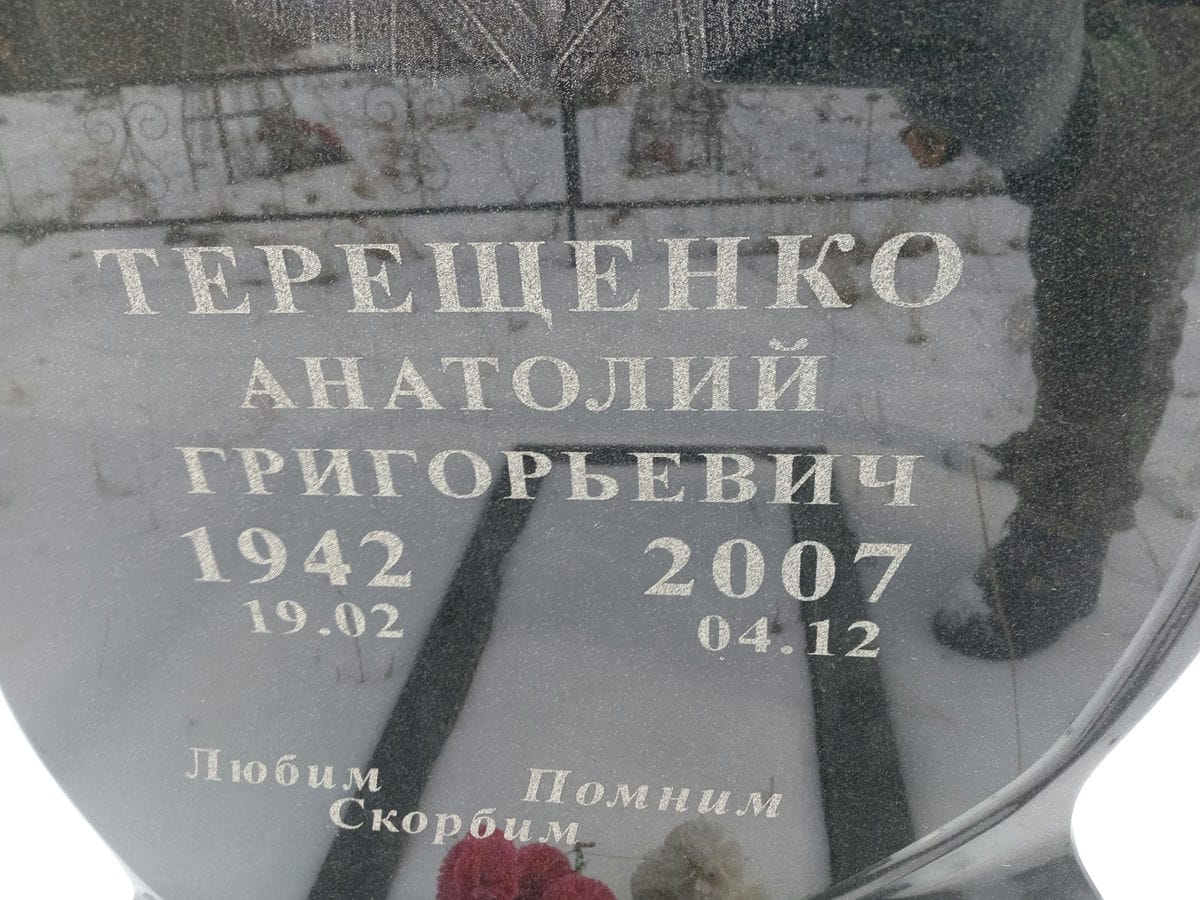 ТЕРЕЩЕНКО
АНАТОЛИЙ
ГРИГОРЬЕВИЧ
1942 2007
19.02 04.12
Любим Помним
Скорбим